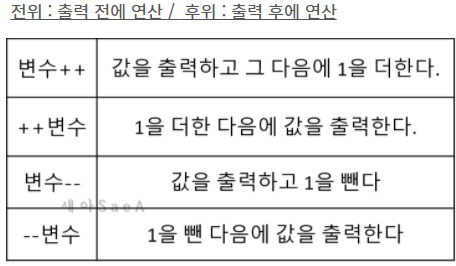 전위 : 출력 전에 연산 / 후위 : 출력 후에 연산
변수++ 값을 출력하고 그 다음에 1을 더한다.
++변수 1을 더한 다음에 값을 출력한다.
변수-- 값을 출력하고 1을 뺀다
새아SaeA
--변수 1을 뺀 다음에 값을 출력한다